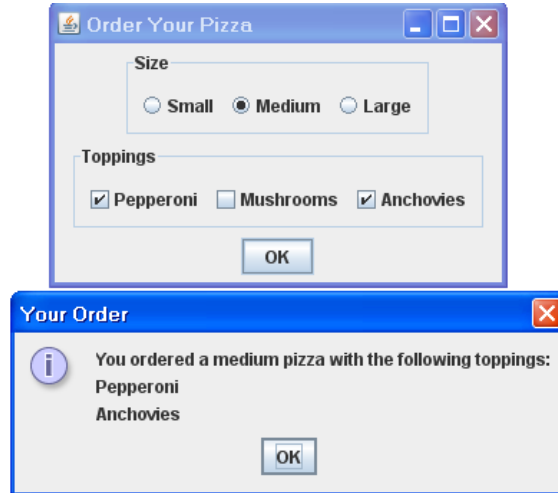 Order Your Pizza
Size
Small Medium Large
Toppings
Pepperoni Mushrooms Anchovies
OK
Your Order
i
You ordered a medium pizza with the following toppings:
Pepperoni
Anchovies
OK